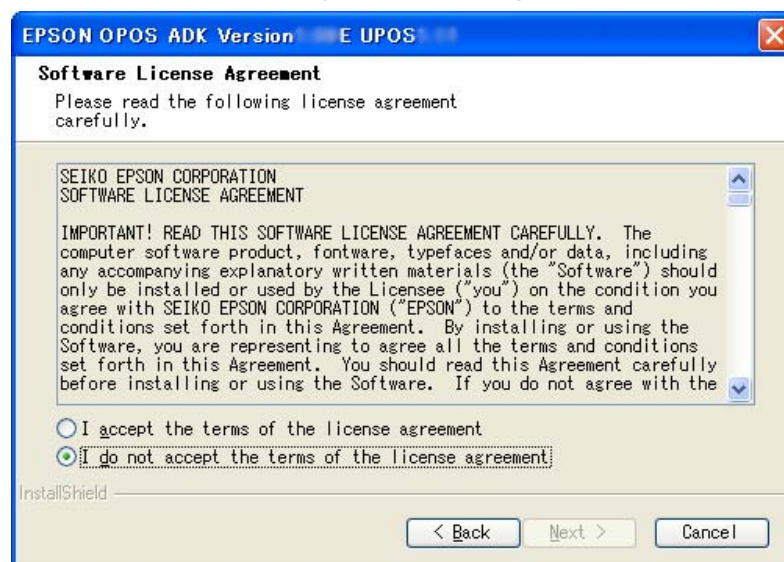 EPSON OPOS ADK Version E UPOS
Software License Agreement
Please read the following license agreement
carefully.
SEIKO EPSON CORPORATION
SOFTWARE LICENSE AGREEMENT
IMPORTANT! READ THIS SOFTWARE LICENSE AGREEMENT CAREFULLY. The
computer software product, fontware, typefaces and/or data, including
any accompanying explanatory written materials (the "Software") should
only be installed or used by the Licensee ("you") on the condition you
agree with SEIKO EPSON CORPORATION ("EPSON") to the terms and
conditions set forth in this Agreement. By installing or using the
Software, you are representing to agree all the terms and conditions
set forth in this Agreement. You should read this Agreement carefully
before installing or using the Software. If you do not agree with the
I accept the terms of the license agreement
I do not accept the terms of the license agreement
InstallShield
< Back Next > Cancel